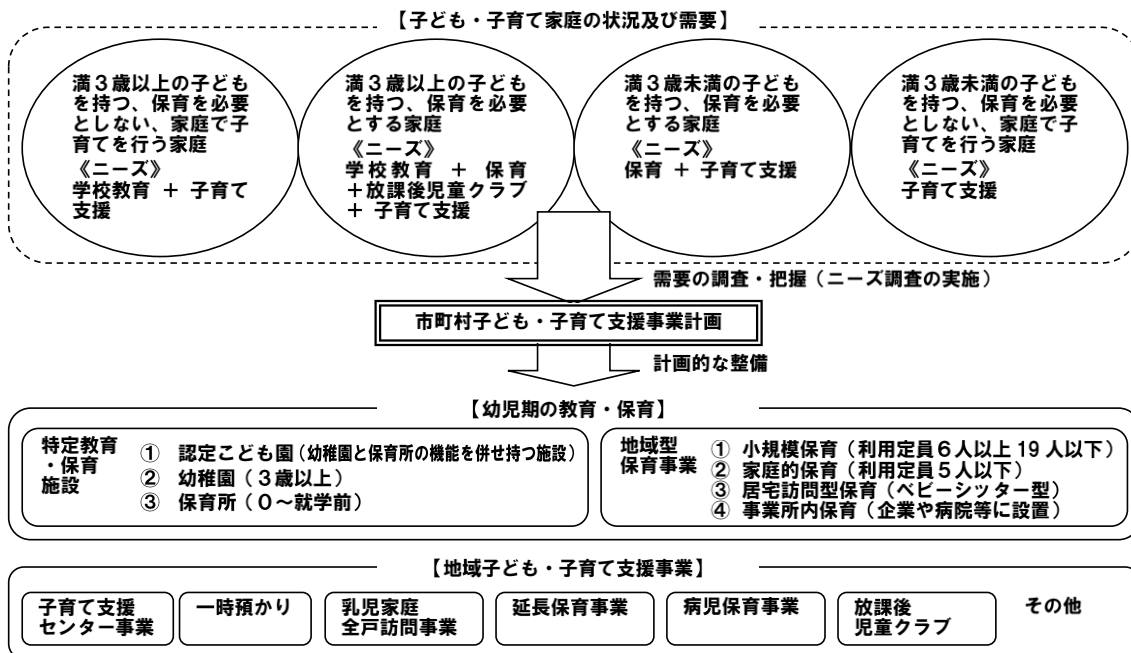 【子ども・子育て家庭の状況及び需要】
満３歳以上の子ども
を持つ、保育を必要
としない、家庭で子
育てを行う家庭
《ニーズ》
学校教育 ＋ 子育て
支援
満３歳以上の子ども
を持つ、保育を必要
とする家庭
《ニーズ》
学校教育 ＋ 保育
＋放課後児童クラブ
＋ 子育て支援
満３歳未満の子ども
を持つ、保育を必要
とする家庭
《ニーズ》
保育 ＋ 子育て支援
満３歳未満の子ども
を持つ、保育を必要
としない、家庭で子
育てを行う家庭
《ニーズ》
子育て支援
需要の調査・把握（ニーズ調査の実施）
市町村子ども・子育て支援事業計画
計画的な整備
【幼児期の教育・保育】
特定教育
・保育
施設
① 認定こども園（幼稚園と保育所の機能を併せ持つ施設）
② 幼稚園（３歳以上）
③ 保育所（０～就学前）
地域型
保育事業
① 小規模保育（利用定員６人以上 19 人以下）
② 家庭的保育（利用定員５人以下）
③ 居宅訪問型保育（ベビーシッター型）
④ 事業所内保育（企業や病院等に設置）
【地域子ども・子育て支援事業】
子育て支援
センター事業
一時預かり
乳児家庭
全戸訪問事業
延長保育事業
病児保育事業
放課後
児童クラブ
その他